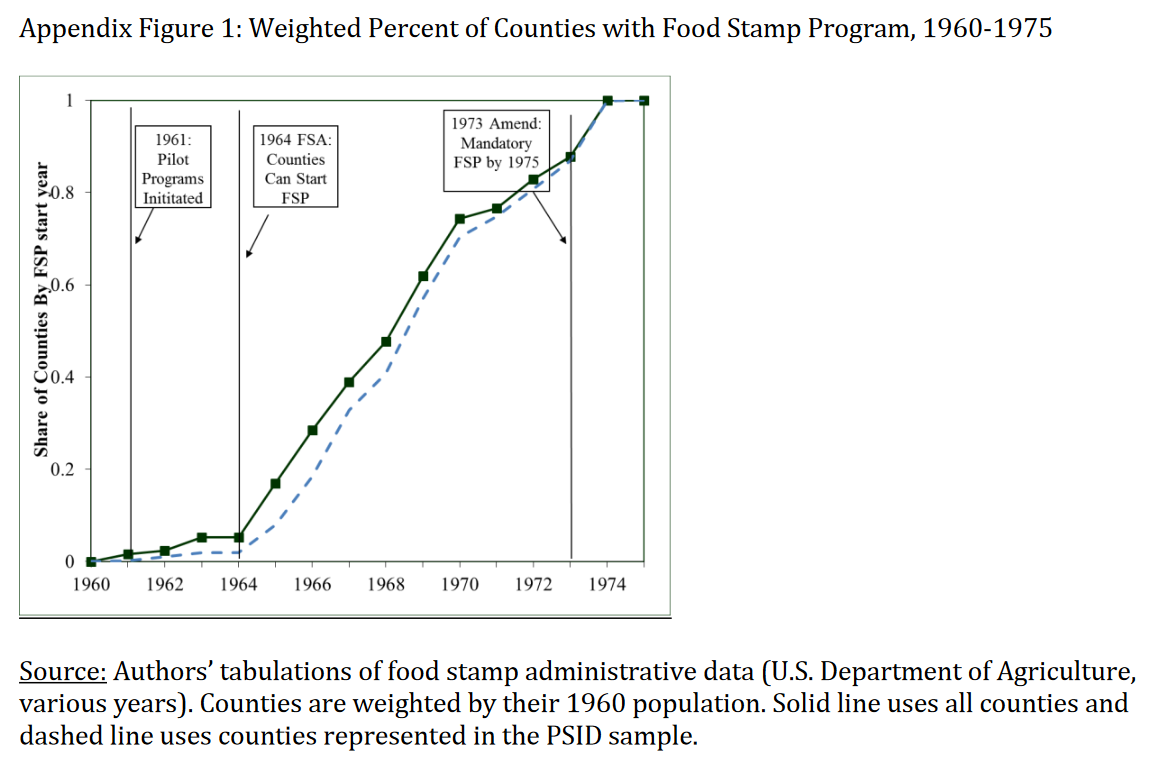 Appendix Figure 1: Weighted Percent of Counties with Food Stamp Program, 1960-1975
1
0.8
0.6
0.4
0.2
0
Share of Counties By FSP start year
1961:
Pilot
Programs
Inititated
1964 FSA:
Counties
Can Start
FSP
1973 Amend:
Mandatory
FSP by 1975
1960 1962 1964 1966 1968 1970 1972 1974
Source: Authors’ tabulations of food stamp administrative data (U.S. Department of Agriculture,
various years). Counties are weighted by their 1960 population. Solid line uses all counties and
dashed line uses counties represented in the PSID sample.